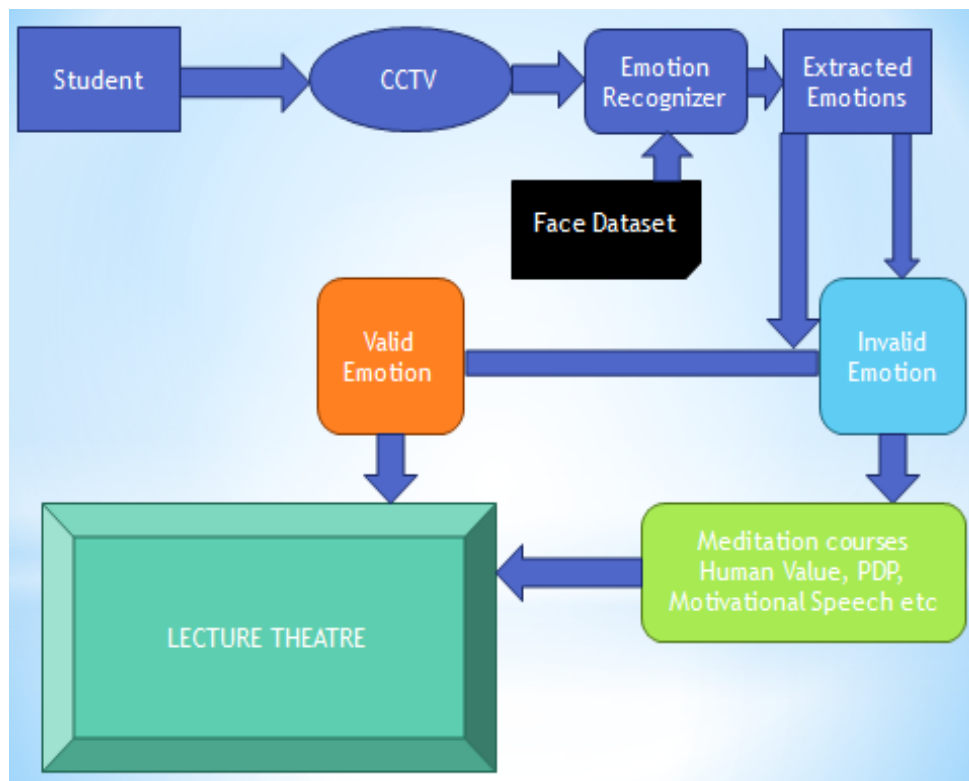 Student
CCTV
Emotion
Recognizer
Extracted
Emotions
Face Dataset
Valid
Emotion
Invalid
Emotion
Meditation courses
Human Value, PDP,
Motivational Speech etc
LECTURE THEATRE